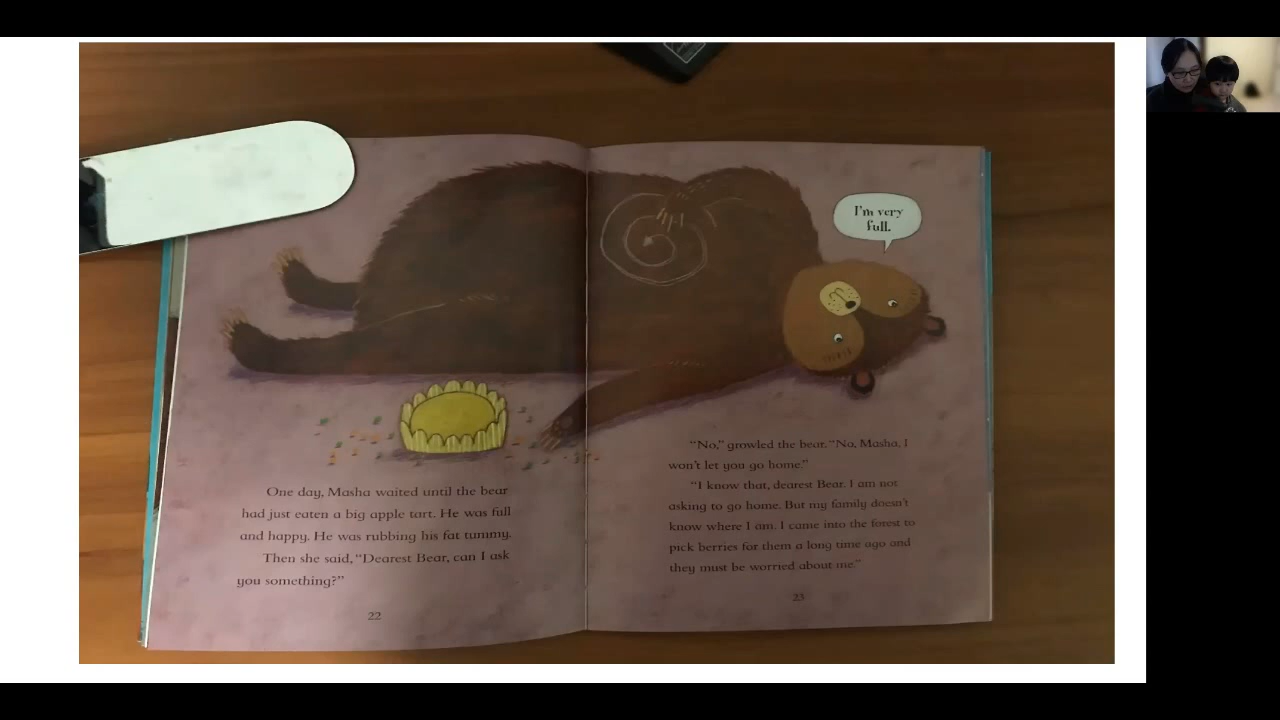 I'm very
full.
One day, Masha waited until the bear
had just eaten a big apple tart. He was full
and happy. He was rubbing his fat tummy.
Then she said, "Dearest Bear, can I ask
you something?"
22
"No," growled the bear. "No, Masha, I
won't let you go home."
"I know that, dearest Bear. I am not
asking to go home. But my family doesn't
know where I am. I came into the forest to
pick berries for them a long time ago and
they must be worried about me."
23